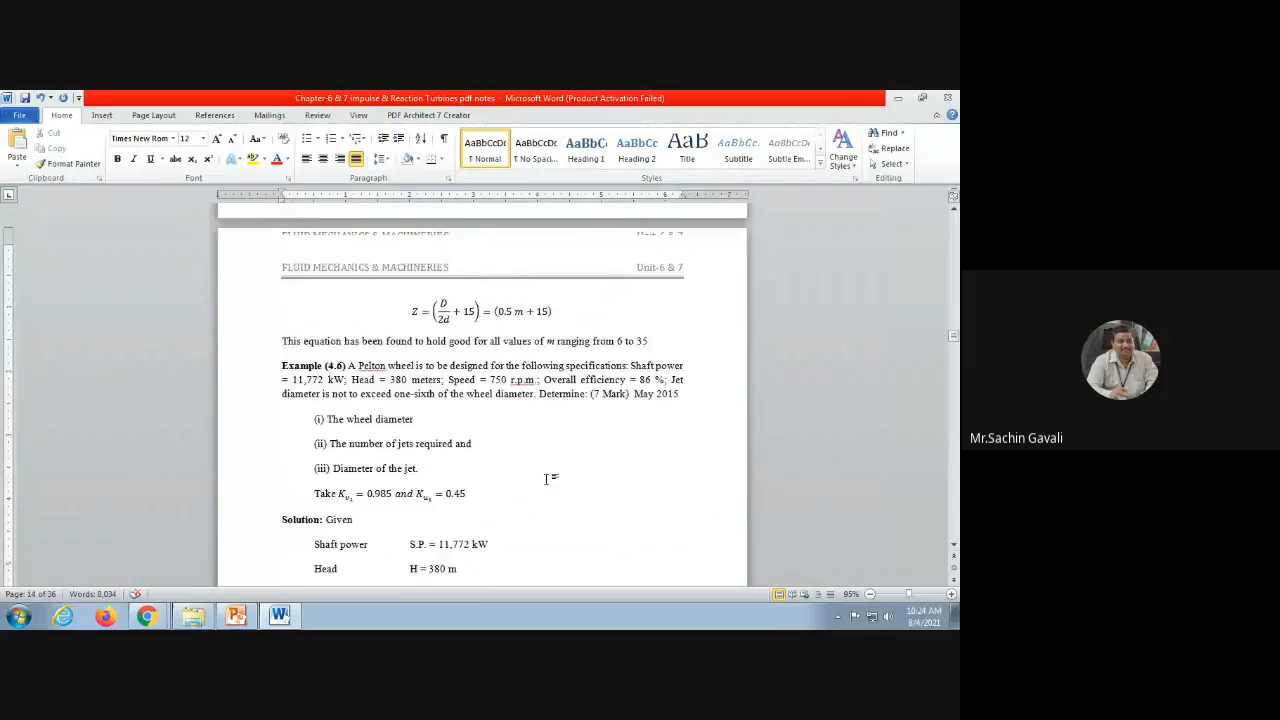 Chapter-6 & 7 impulse & Reaction Turbines pdf notes - Microsoft Word (Product Activation Failed)
File Home Insert Page Layout References Mailings Review View PDF Architect 7 Creator
Cut
Copy
Format Painter
Paste
Times New Rom 12
AaBbCcDc AaBbCcDc AaBbC AaBbCc AaB AaBbCc. AaBbCcDc
¶ Normal ¶ No Spaci... Heading 1 Heading 2 Title Subtitle Subtle Em...
Change Styles
Find
Replace
Select
Clipboard Font Paragraph Styles Editing
FLUID MECHANICS & MACHINERIES Unit-6 & 7
FLUID MECHANICS & MACHINERIES Unit-6 & 7
Z = (D/2d + 15) = (0.5 m + 15)
This equation has been found to hold good for all values of m ranging from 6 to 35
Example (4.6) A Pelton wheel is to be designed for the following specifications: Shaft power
= 11,772 kW; Head = 380 meters; Speed = 750 r.p.m.; Overall efficiency = 86 %; Jet
diameter is not to exceed one-sixth of the wheel diameter. Determine: (7 Mark) May 2015
(i) The wheel diameter
(ii) The number of jets required and
(iii) Diameter of the jet.
Take Kv1 = 0.985 and Ku1 = 0.45
Solution: Given
Shaft power S.P. = 11,772 kW
Head H = 380 m
Page: 14 of 36 Words: 8,034 95%
10:24 AM
8/4/2021
Mr.Sachin Gavali